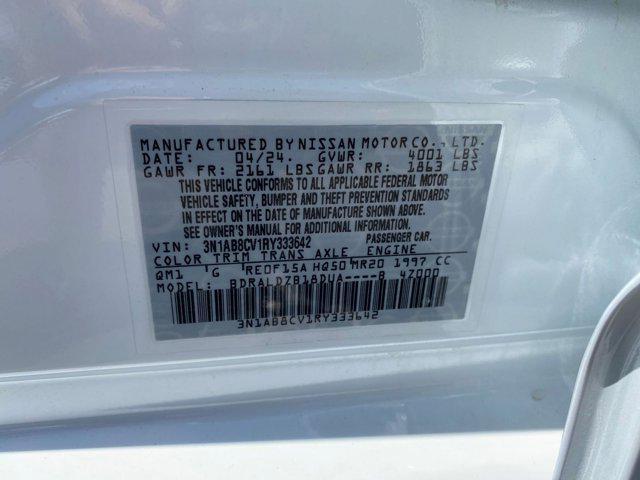 MANUFACTURED BY NISSAN MOTOR CO., LTD.
DATE: 04/24. GVWR: 4001 LBS
GAWR FR: 2161 LBS GAWR RR: 1863 LBS
THIS VEHICLE CONFORMS TO ALL APPLICABLE FEDERAL MOTOR
VEHICLE SAFETY, BUMPER AND THEFT PREVENTION STANDARDS
IN EFFECT ON THE DATE OF MANUFACTURE SHOWN ABOVE.
SEE OWNER'S MANUAL FOR ADDITIONAL INFORMATION.
VIN: 3N1AB8CV1RY333642 PASSENGER CAR.
COLOR TRIM TRANS AXLE ENGINE
QM1 G RE0F15A HQ50 MR20 1997 CC
MODEL: BDRALDZB18DUA----B 47000
3N1AB8CV1RY333642